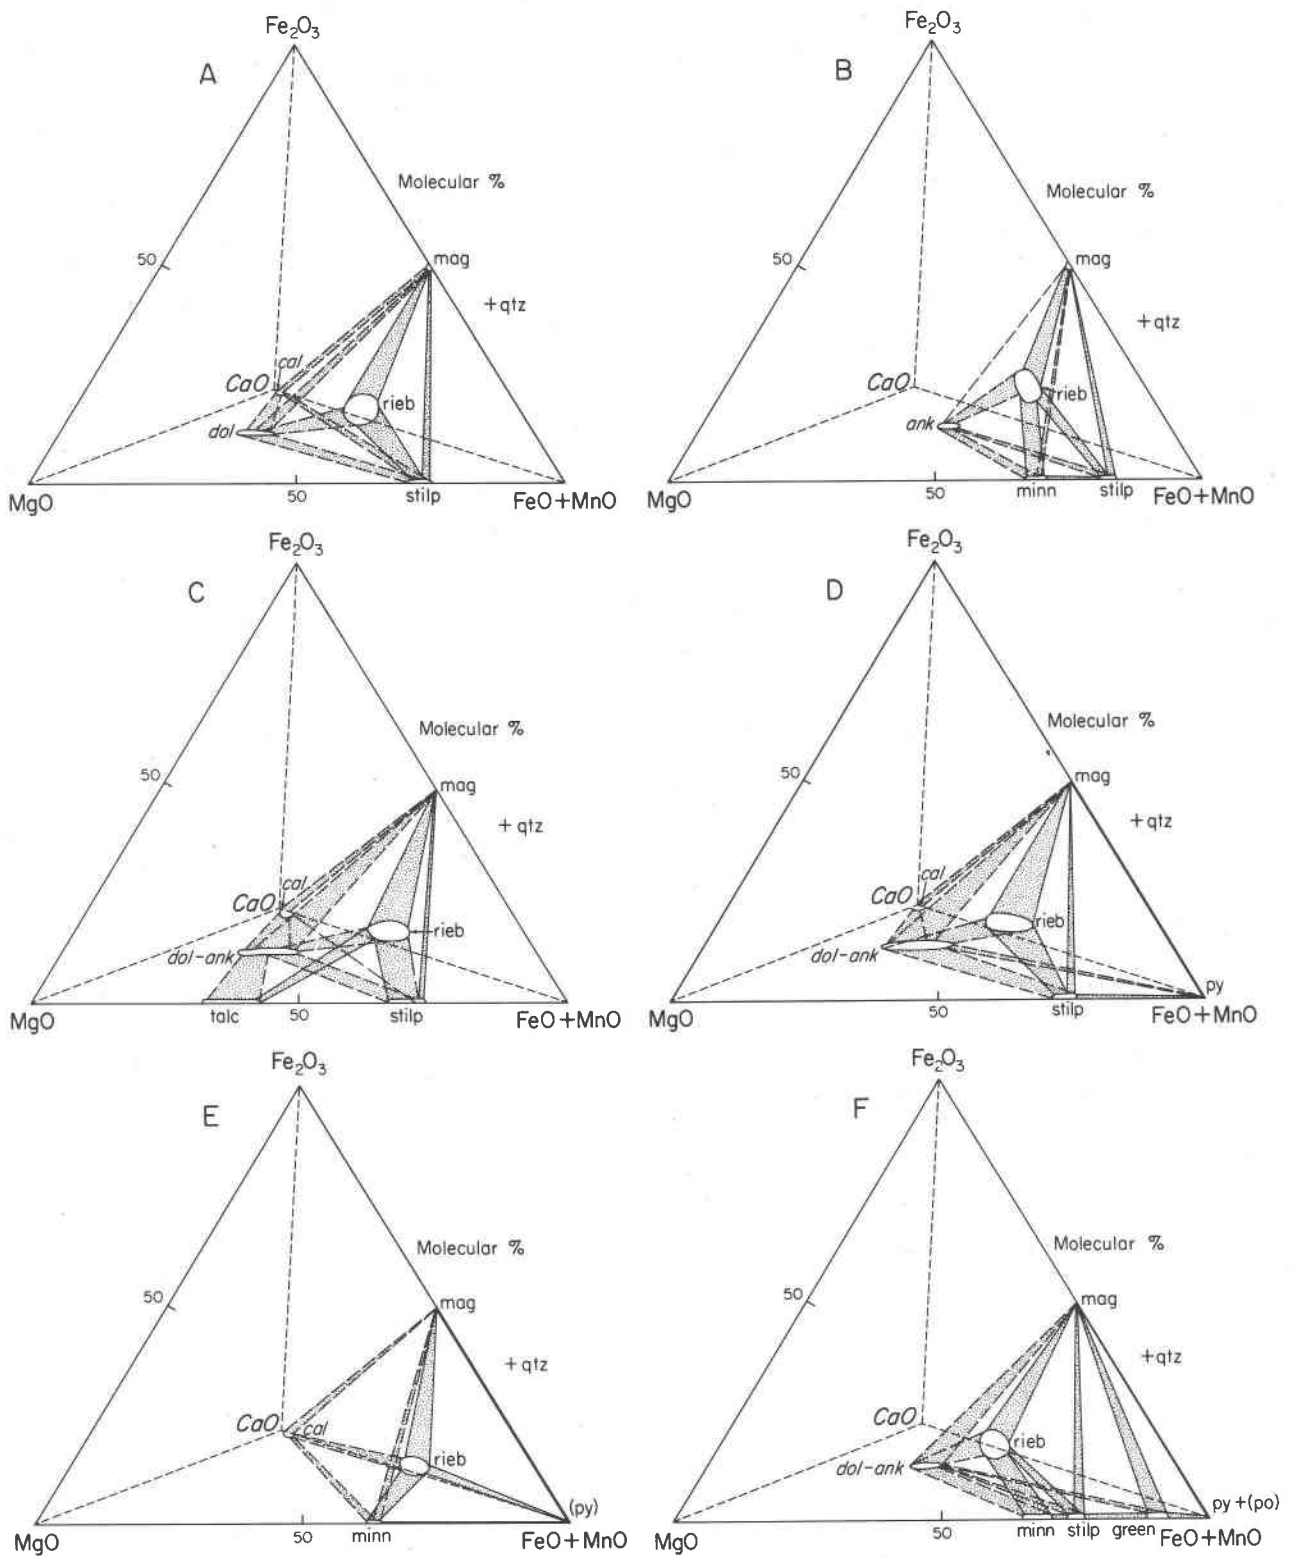 Fe₂O₃
A
Molecular %
50
mag
+qtz
cal
CaO
rieb
dol
MgO
50
stilp
FeO+MnO
Fe₂O₃
B
Molecular %
50
mag
+qtz
CaO
rieb
ank
MgO
50
minn
stilp
FeO+MnO
Fe₂O₃
C
Molecular %
50
mag
+qtz
cal
CaO
rieb
dol-ank
MgO
talc
50
stilp
FeO+MnO
Fe₂O₃
D
Molecular %
50
mag
+qtz
cal
CaO
rieb
dol-ank
py
MgO
50
stilp
FeO+MnO
Fe₂O₃
E
Molecular %
50
mag
+qtz
CaO
cal
rieb
(py)
MgO
50
minn
FeO+MnO
Fe₂O₃
F
Molecular %
50
mag
+qtz
CaO
rieb
dol-ank
py+(po)
MgO
50
minn
stilp
green
FeO+MnO